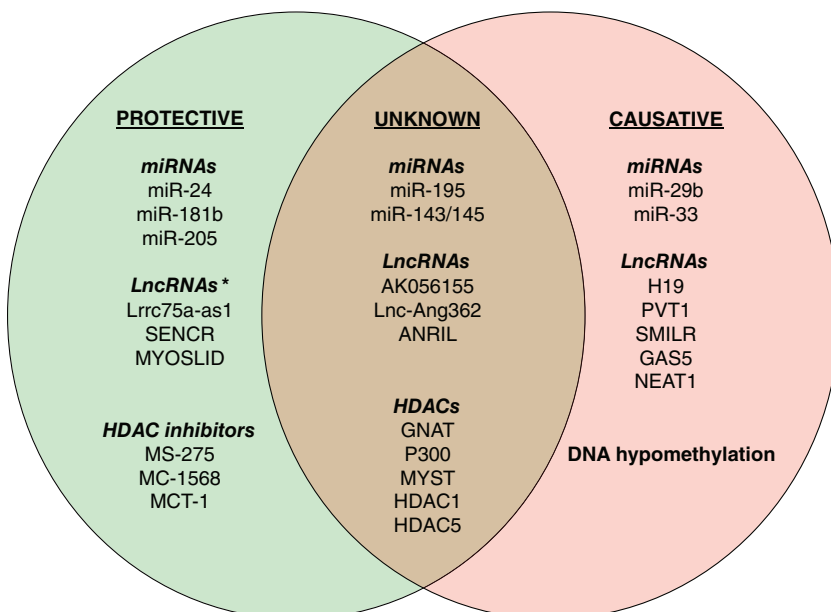 PROTECTIVE
miRNAs
miR-24
miR-181b
miR-205
LncRNAs *
Lrrc75a-as1
SENCR
MYOSLID
HDAC inhibitors
MS-275
MC-1568
MCT-1
UNKNOWN
miRNAs
miR-195
miR-143/145
LncRNAs
AK056155
Lnc-Ang362
ANRIL
HDACs
GNAT
P300
MYST
HDAC1
HDAC5
CAUSATIVE
miRNAs
miR-29b
miR-33
LncRNAs
H19
PVT1
SMILR
GAS5
NEAT1
DNA hypomethylation